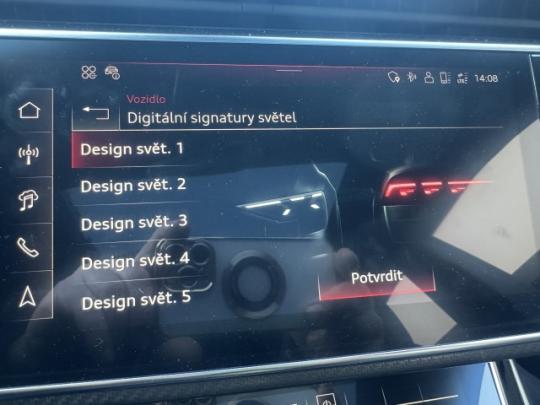 14:08
Vozidlo
Digitální signatury světel
Design svět. 1
Design svět. 2
Design svět. 3
Design svět. 4
Design svět. 5
Potvrdit